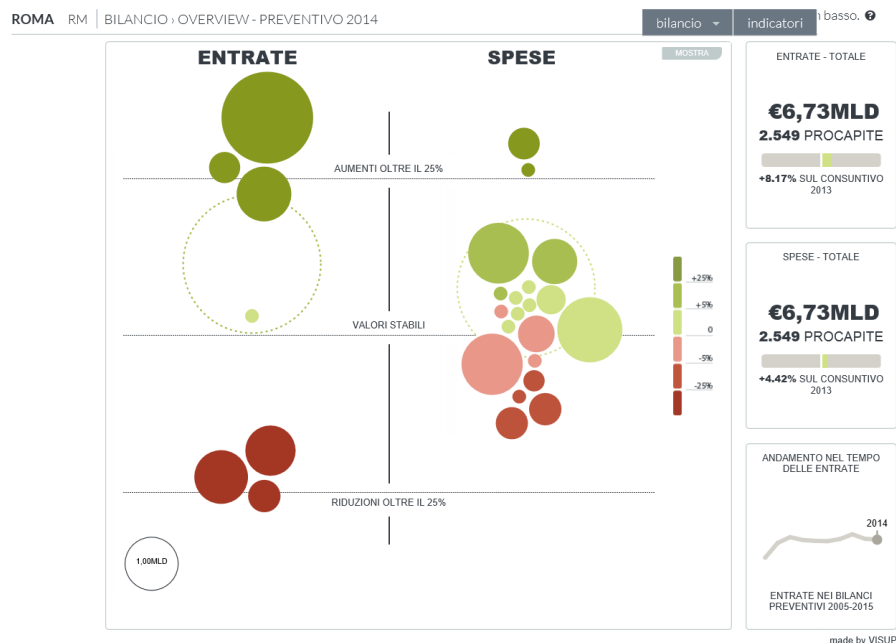 ROMA RM BILANCIO › OVERVIEW - PREVENTIVO 2014
bilancio indicatori
basso.
ENTRATE
SPESE
MOSTRA
AUMENTI OLTRE IL 25%
VALORI STABILI
RIDUZIONI OLTRE IL 25%
+25%
+5%
0
-5%
-25%
1,00MLD
ENTRATE - TOTALE
€6,73MLD
2.549 PROCAPITE
+8.17% SUL CONSUNTIVO
2013
SPESE - TOTALE
€6,73MLD
2.549 PROCAPITE
+4.42% SUL CONSUNTIVO
2013
ANDAMENTO NEL TEMPO
DELLE ENTRATE
2014
ENTRATE NEI BILANCI
PREVENTIVI 2005-2015
made by VISUP